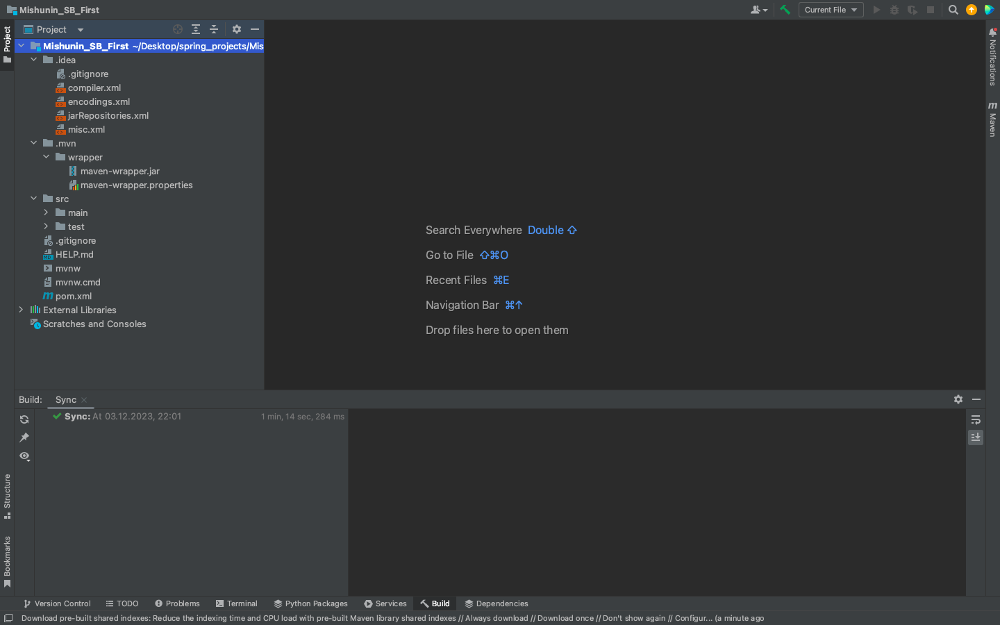 Mishunin_SB_First
Current File
Project
Project
Mishunin_SB_First ~/Desktop/spring_projects/Mis
.idea
.gitignore
compiler.xml
encodings.xml
jarRepositories.xml
misc.xml
.mvn
wrapper
maven-wrapper.jar
maven-wrapper.properties
src
main
test
.gitignore
HELP.md
mvnw
mvnw.cmd
pom.xml
External Libraries
Scratches and Consoles
Search Everywhere Double ⇧
Go to File ⇧⌘O
Recent Files ⌘E
Navigation Bar ⌘↑
Drop files here to open them
Notifications
Maven
Build: Sync
Sync: At 03.12.2023, 22:01 1 min, 14 sec, 284 ms
Structure
Bookmarks
Version Control TODO Problems Terminal Python Packages Services Build Dependencies
Download pre-built shared indexes: Reduce the indexing time and CPU load with pre-built Maven library shared indexes // Always download // Download once // Don't show again // Configur... (a minute ago